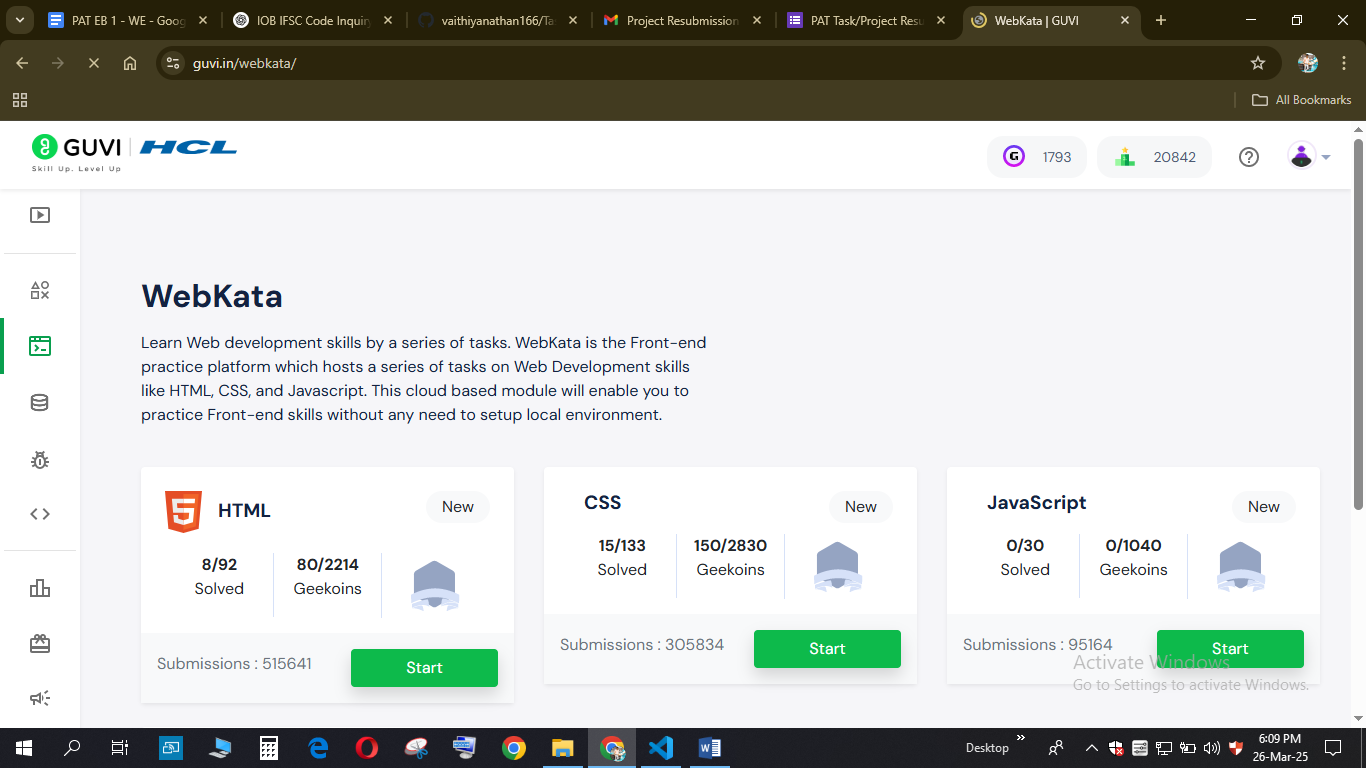 PAT EB 1 - WE - Goog
IOB IFSC Code Inquiry
vaithiyanathan166/Ta
Project Resubmission
PAT Task/Project Resu
WebKata | GUVI
guvi.in/webkata/
All Bookmarks
GUVI HCL
Skill Up. Level Up
1793
20842
WebKata
Learn Web development skills by a series of tasks. WebKata is the Front-end
practice platform which hosts a series of tasks on Web Development skills
like HTML, CSS, and Javascript. This cloud based module will enable you to
practice Front-end skills without any need to setup local environment.
HTML
New
8/92
Solved
80/2214
Geekoins
Submissions : 515641
Start
CSS
New
15/133
Solved
150/2830
Geekoins
Submissions : 305834
Start
JavaScript
New
0/30
Solved
0/1040
Geekoins
Submissions : 95164
Start
Activate Windows
Go to Settings to activate Windows.
Desktop
6:09 PM
26-Mar-25